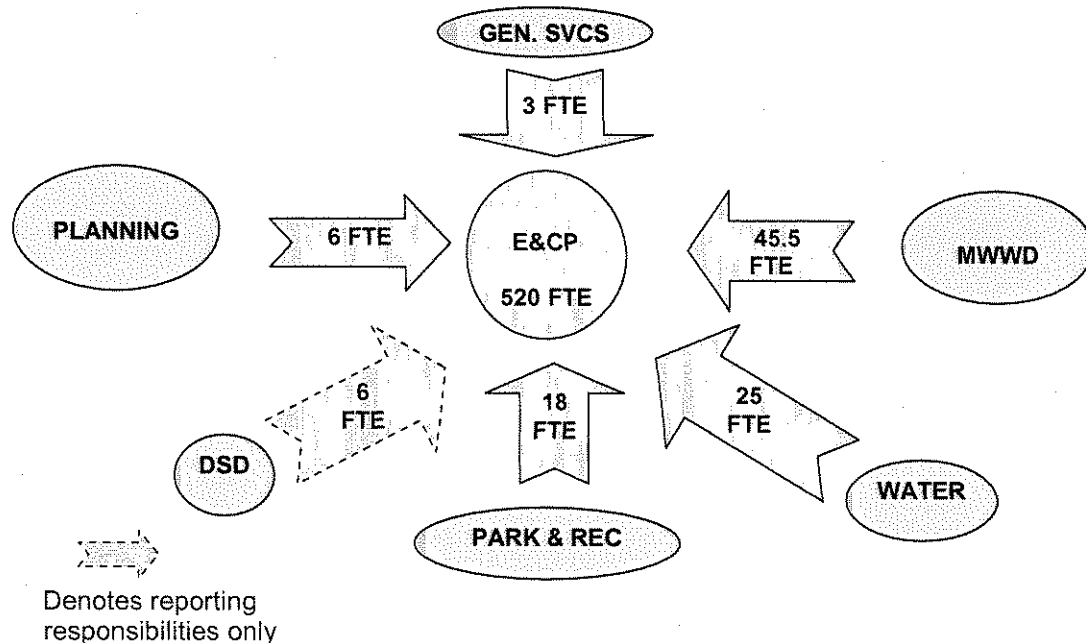 GEN. SVCS
3 FTE
PLANNING
6 FTE
E&CP
520 FTE
45.5
FTE
MWWD
6
FTE
18
FTE
25
FTE
DSD
PARK & REC
WATER
Denotes reporting
responsibilities only